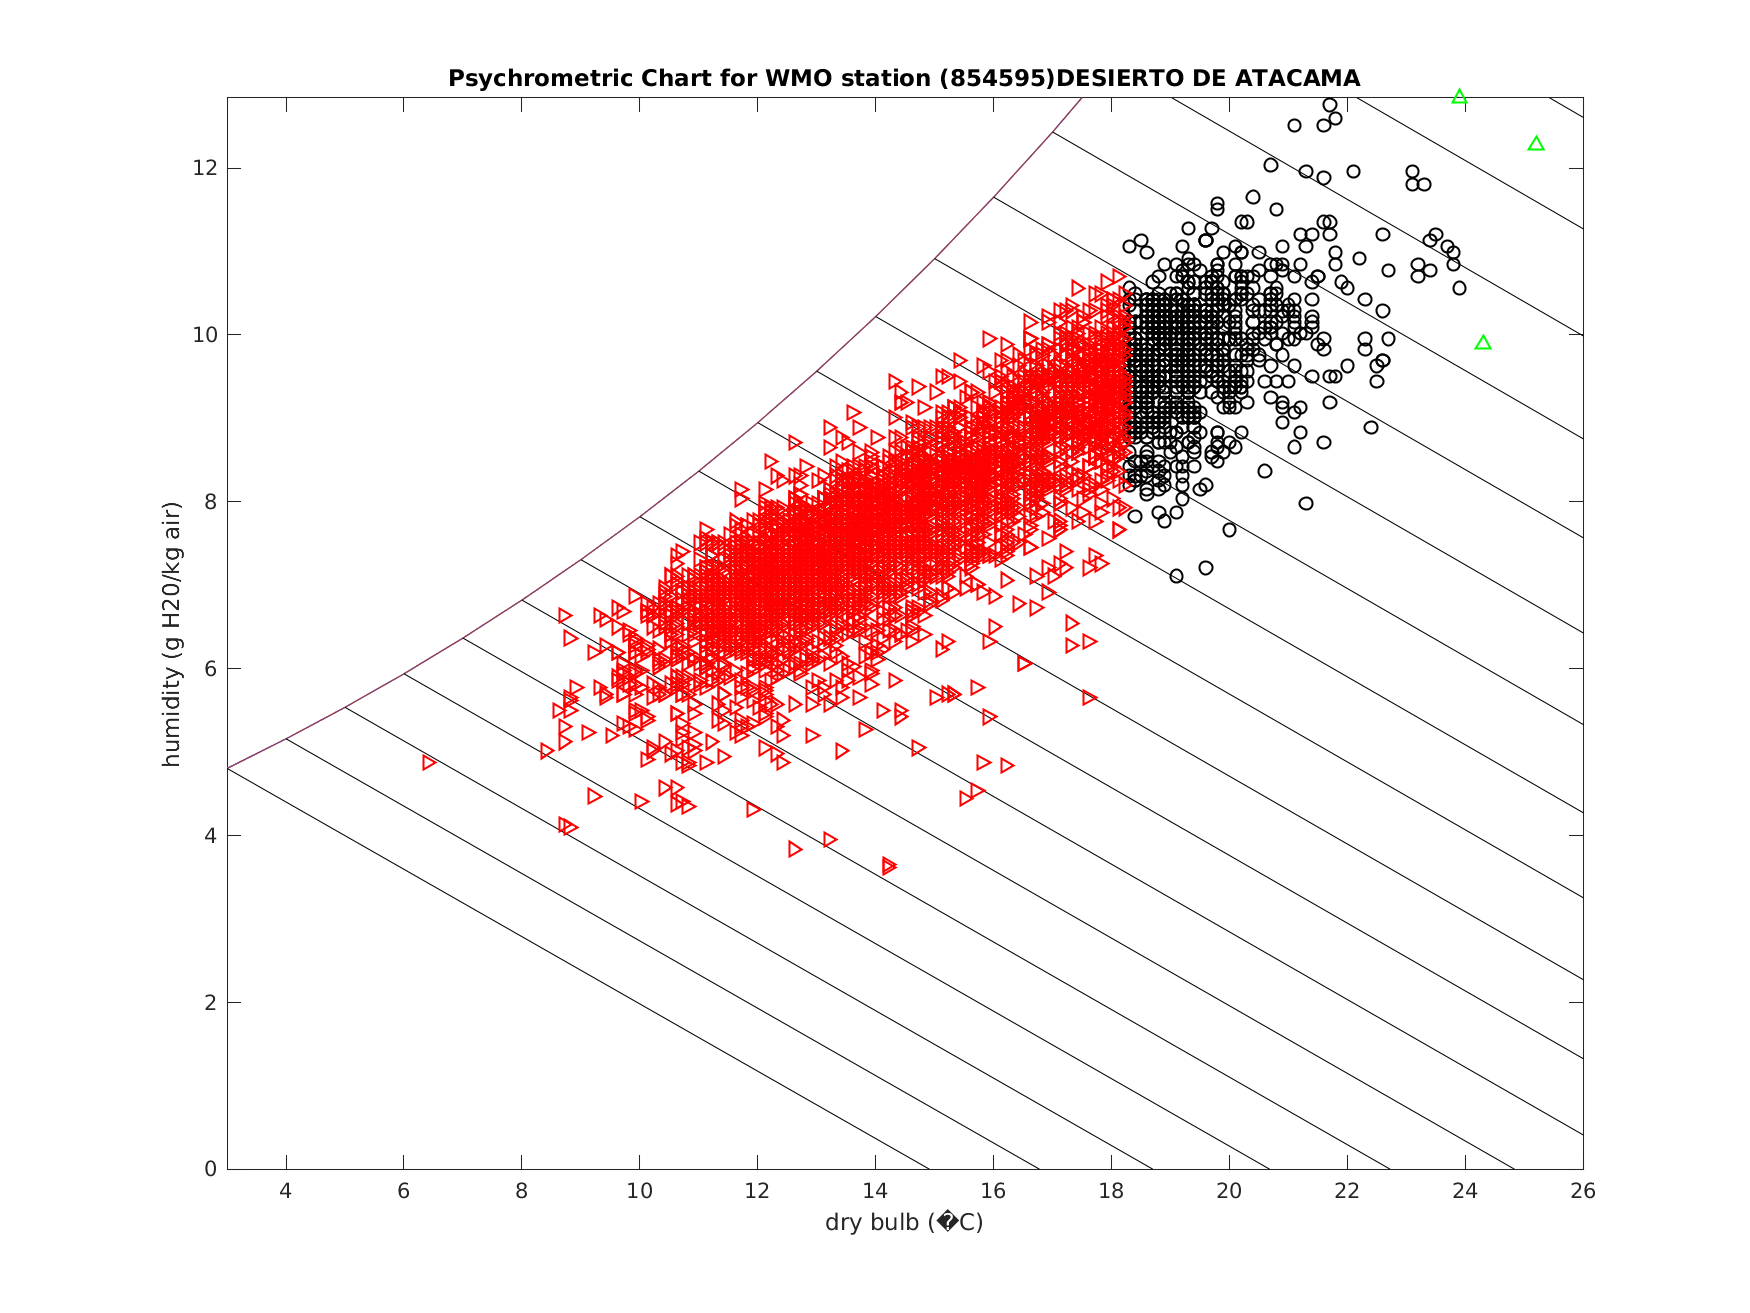 Psychrometric Chart for WMO station (854595)DESIERTO DE ATACAMA
humidity (g H20/kg air)
12
10
8
6
4
2
0
4 6 8 10 12 14 16 18 20 22 24 26
dry bulb (�C)